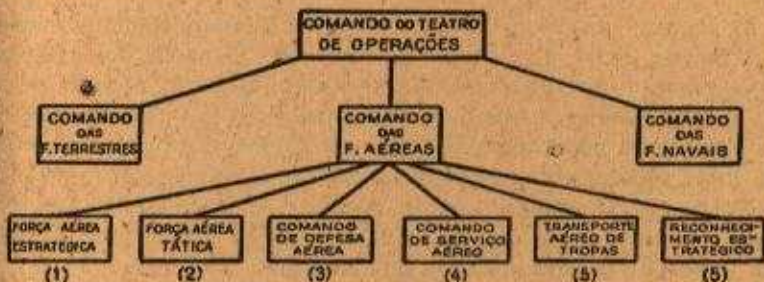 COMANDO DO TEATRO
DE OPERAÇÕES
COMANDO
DAS
F. TERRESTRES
COMANDO
DAS
F. AÉREAS
COMANDO
DAS
F. NAVAIS
FORÇA AÉREA
ESTRATÉGICA
(1)
FORÇA AÉREA
TÁTICA
(2)
COMANDO
DE DEFESA
AÉREA
(3)
COMANDO
DE SERVIÇO
AÉREO
(4)
TRANSPORTE
AÉREO DE
TROPAS
(5)
RECONHECI-
MENTO ES-
TRATÉGICO
(5)